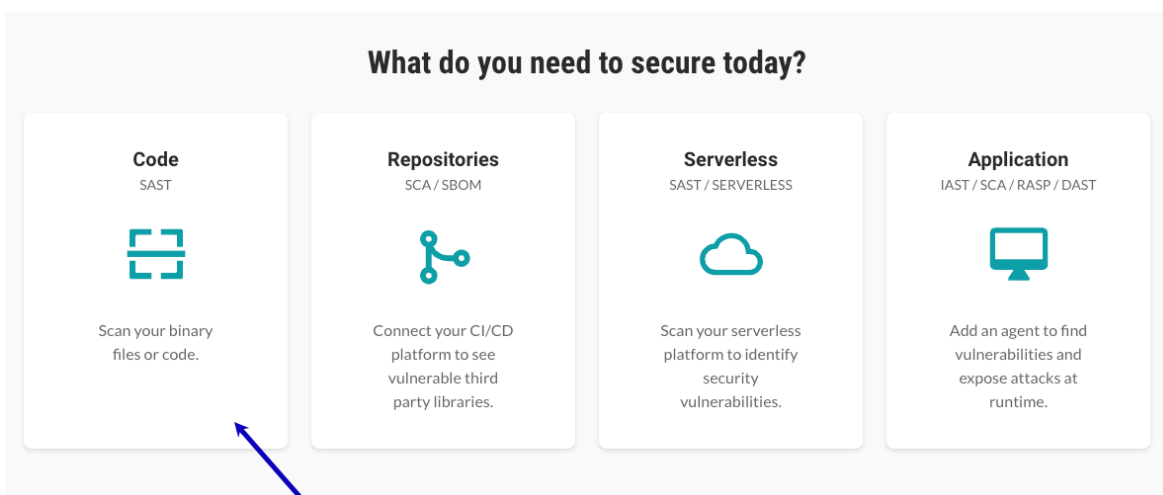 What do you need to secure today?
Code
SAST
Scan your binary
files or code.
Repositories
SCA / SBOM
Connect your CI/CD
platform to see
vulnerable third
party libraries.
Serverless
SAST / SERVERLESS
Scan your serverless
platform to identify
security
vulnerabilities.
Application
IAST / SCA / RASP / DAST
Add an agent to find
vulnerabilities and
expose attacks at
runtime.